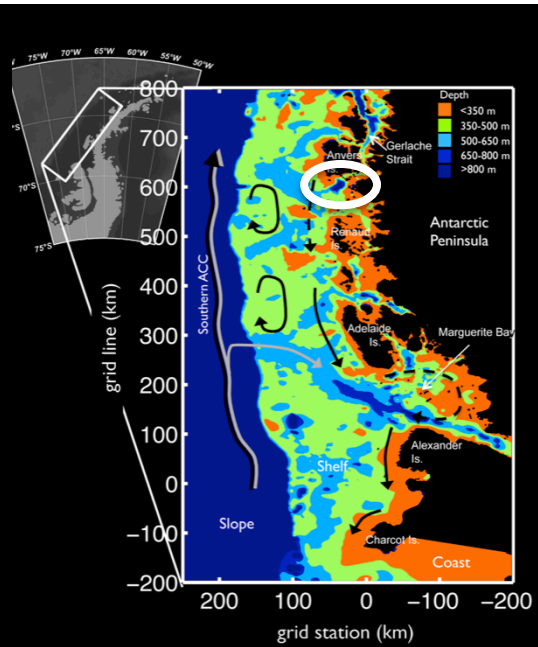 75°W 70°W 65°W 60°W 55°W 50°W
°S
70°S
75°S
800
700
600
500
400
300
200
100
0
−100
−200
grid line (km)
200 100 0 −100 −200
grid station (km)
Depth
<350 m
350-500 m
500-650 m
650-800 m
>800 m
Gerlache
Strait
Anvers
Is.
Renaud
Is.
Antarctic
Peninsula
Southern ACC
Adelaide
Is.
Marguerite Bay
Alexander
Is.
Shelf
Slope
Charcot Is.
Coast